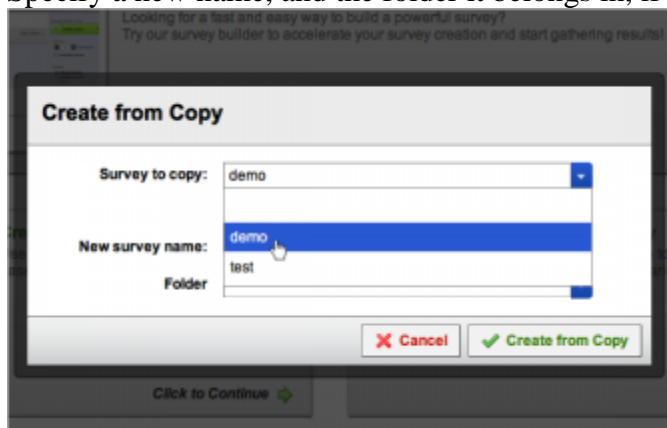 Specify a new name, and the folder it belongs in, if
Looking for a fast and easy way to build a powerful survey?
Try our survey builder to accelerate your survey creation and start gathering results!
Create from Copy
Survey to copy:
demo
demo
New survey name:
test
Folder
Cancel
Create from Copy
Click to Continue